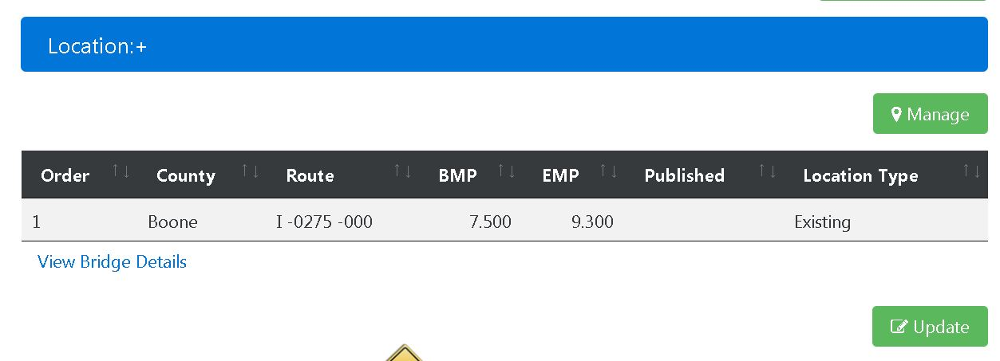 Location:+
Manage
Order County Route BMP EMP Published Location Type
1 Boone I -0275 -000 7.500 9.300 Existing
View Bridge Details
Update